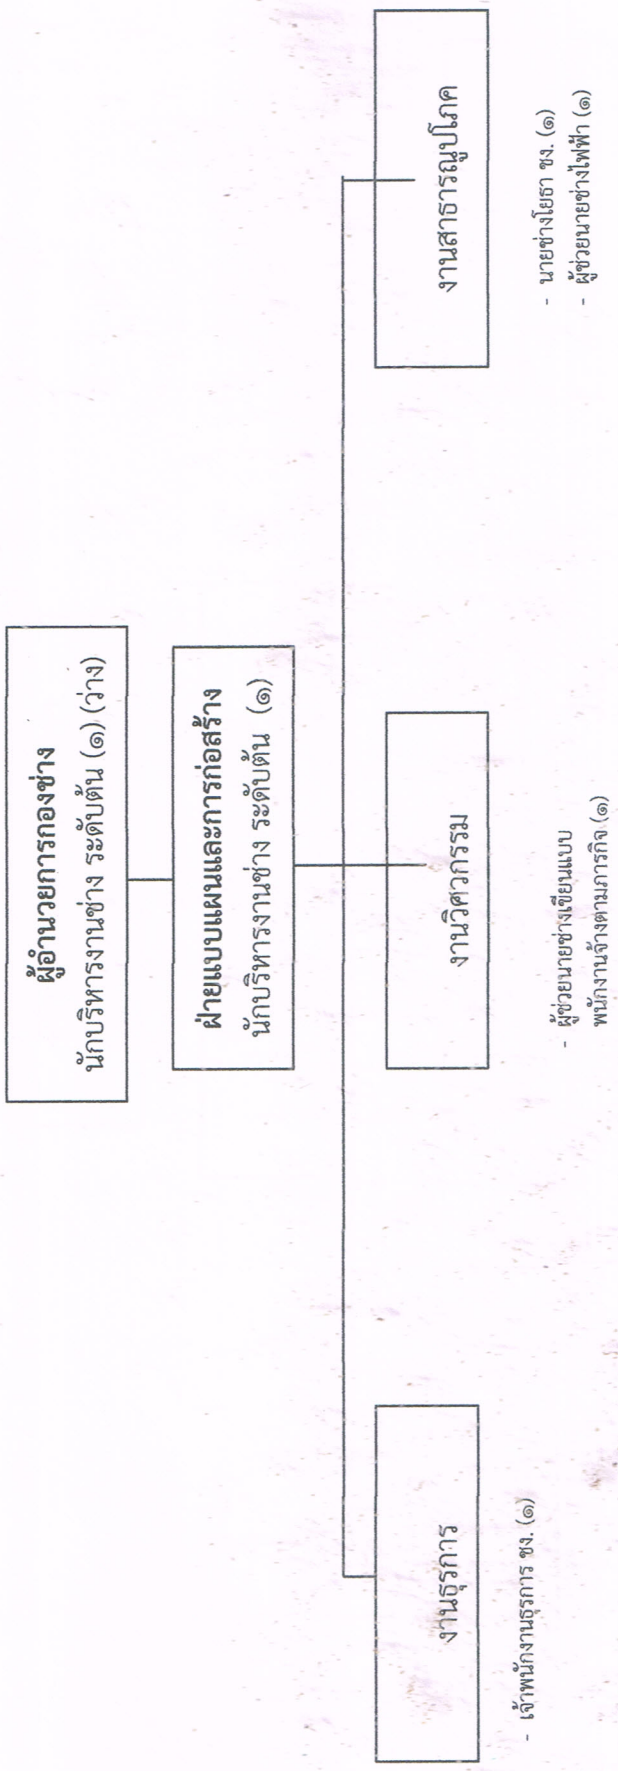 ผู้อำนวยการกองช่าง
นักบริหารงานช่าง ระดับต้น (๑) (ว่าง)
ฝ่ายแบบแผนและการก่อสร้าง
นักบริหารงานช่าง ระดับต้น (๑)
งานธุรการ
งานวิศวกรรม
งานสาธารณูปโภค
- เจ้าพนักงานธุรการ ชง. (๑)
- ผู้ช่วยนายช่างเขียนแบบ
พนักงานจ้างตามภารกิจ (๑)
- นายช่างโยธา ชง. (๑)
- ผู้ช่วยนายช่างไฟฟ้า (๑)